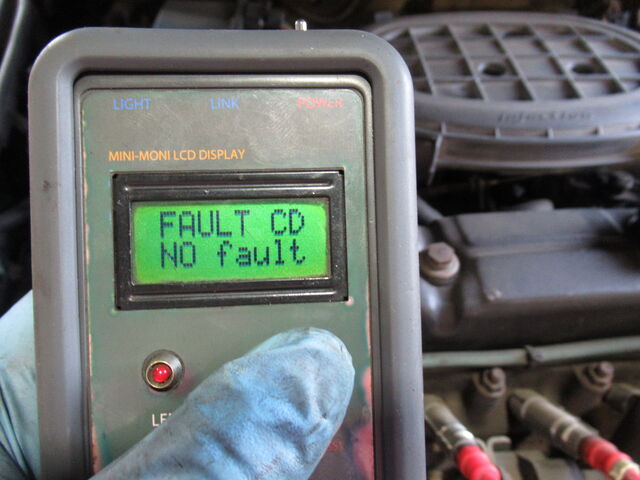 LIGHT LINK POWER
MINI-MONI LCD DISPLAY
FAULT CD
NO fault